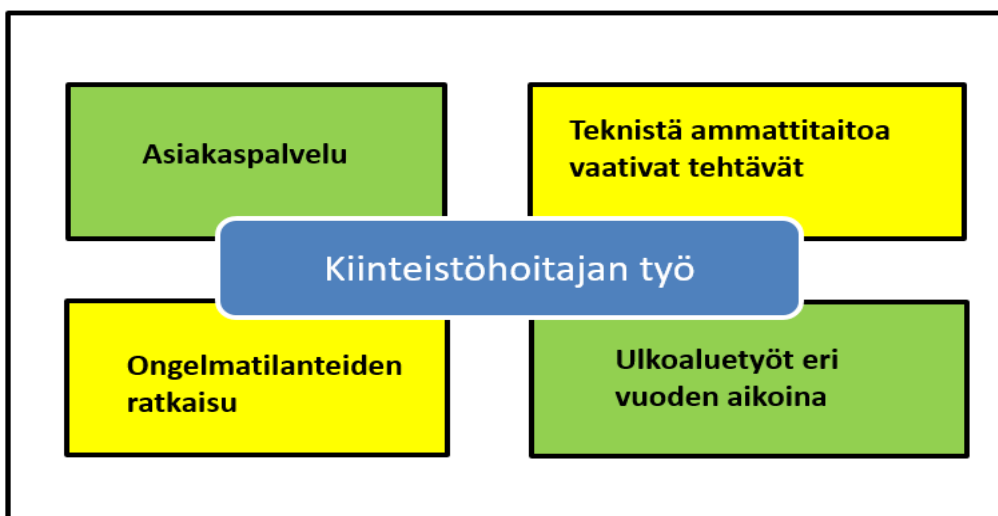 Asiakaspalvelu
Teknistä ammattitaitoa
vaativat tehtävät
Kiinteistöhoitajan työ
Ongelmatilanteiden
ratkaisu
Ulkoaluetyöt eri
vuoden aikoina